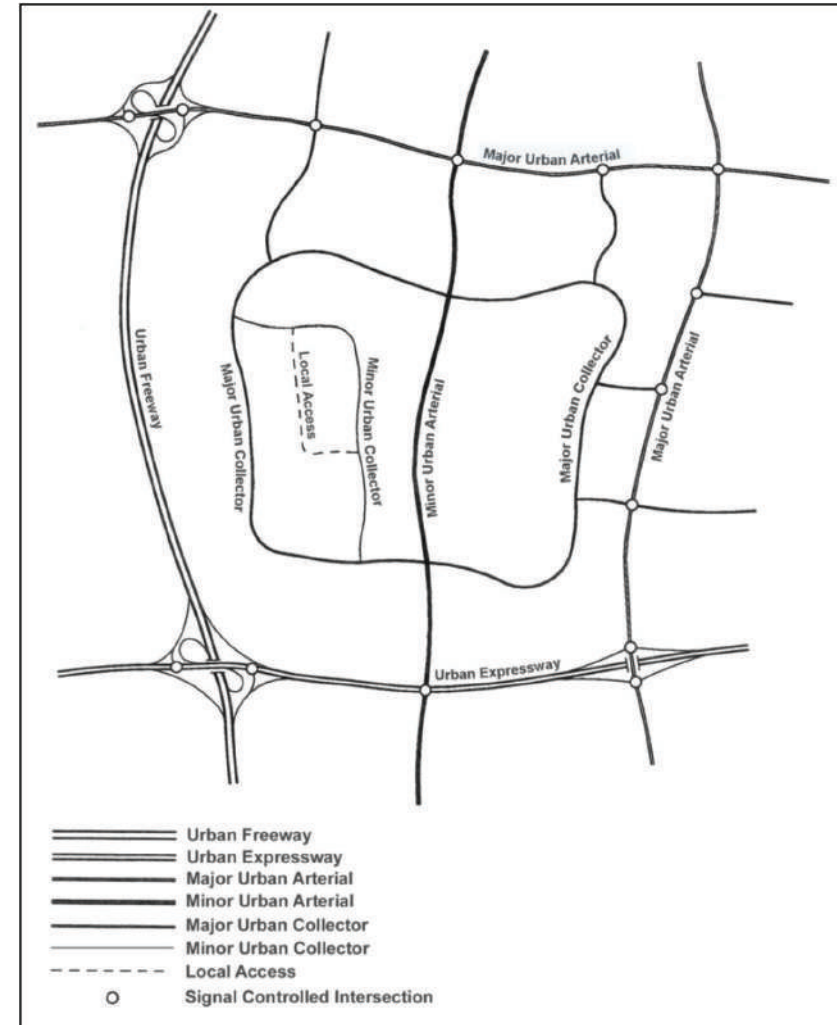 Major Urban Arterial
Urban Freeway
Local Access
Minor Urban Collector
Major Urban Collector
Minor Urban Arterial
Major Urban Collector
Major Urban Arterial
Urban Expressway
Urban Freeway
Urban Expressway
Major Urban Arterial
Minor Urban Arterial
Major Urban Collector
Minor Urban Collector
Local Access
Signal Controlled Intersection